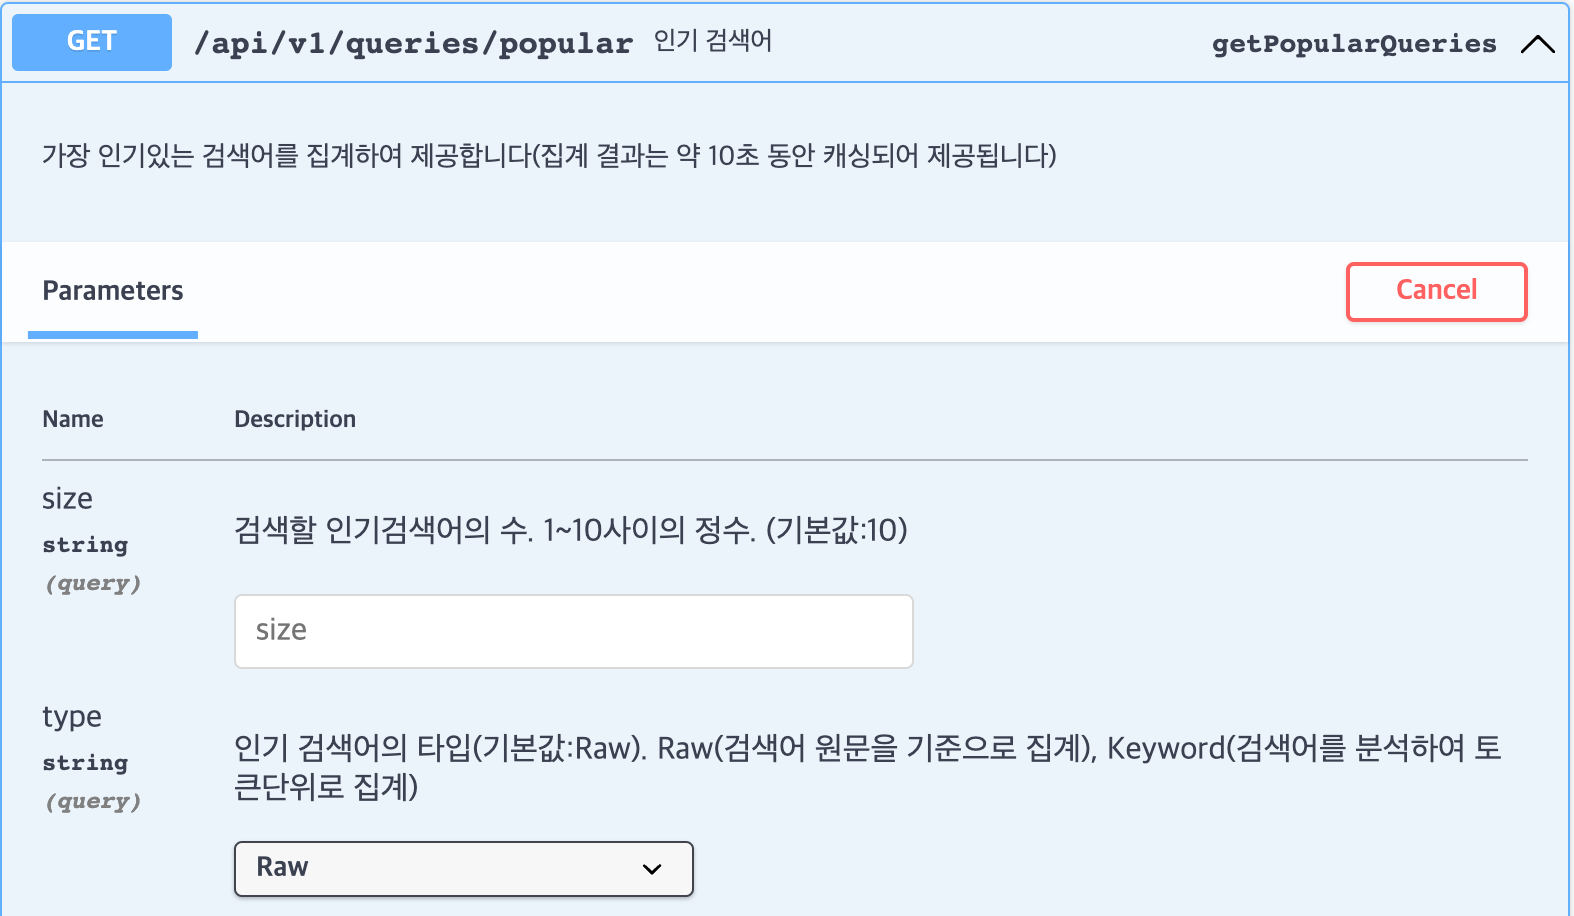 GET /api/v1/queries/popular 인기 검색어 getPopularQueries
가장 인기있는 검색어를 집계하여 제공합니다(집계 결과는 약 10초 동안 캐싱되어 제공됩니다)
Parameters Cancel
Name Description
size
string
(query)
검색할 인기검색어의 수. 1~10사이의 정수. (기본값:10)
size
type
string
(query)
인기 검색어의 타입(기본값:Raw). Raw(검색어 원문을 기준으로 집계), Keyword(검색어를 분석하여 토
큰단위로 집계)
Raw